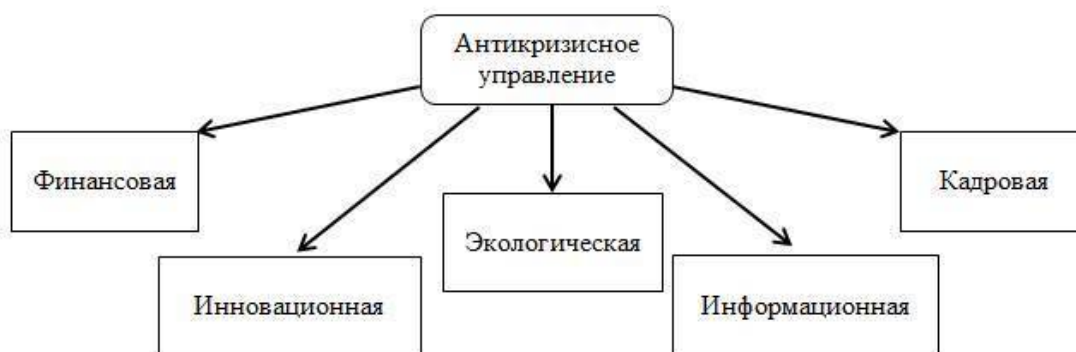 Антикризисное
управление
Финансовая
Кадровая
Экологическая
Инновационная
Информационная